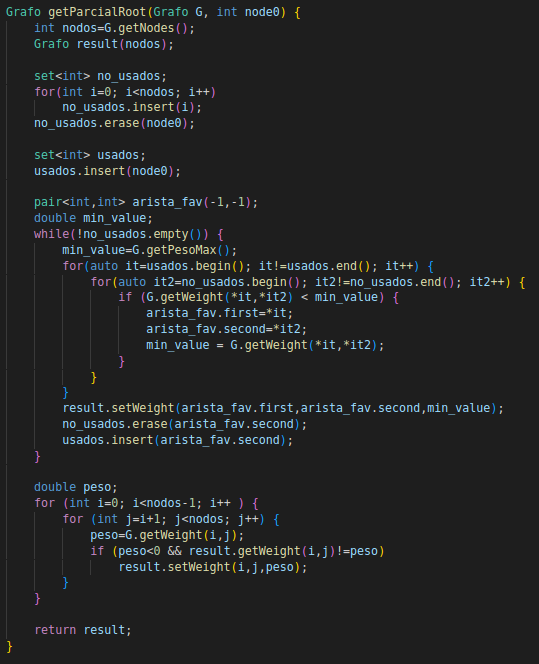 Grafo getParcialRoot(Grafo G, int node0) {
    int nodos=G.getNodes();
    Grafo result(nodos);

    set<int> no_usados;
    for(int i=0; i<nodos; i++)
        no_usados.insert(i);
    no_usados.erase(node0);

    set<int> usados;
    usados.insert(node0);

    pair<int,int> arista_fav(-1,-1);
    double min_value;
    while(!no_usados.empty()) {
        min_value=G.getPesoMax();
        for(auto it=usados.begin(); it!=usados.end(); it++) {
            for(auto it2=no_usados.begin(); it2!=no_usados.end(); it2++) {
                if (G.getWeight(*it,*it2) < min_value) {
                    arista_fav.first=*it;
                    arista_fav.second=*it2;
                    min_value = G.getWeight(*it,*it2);
                }
            }
        }
        result.setWeight(arista_fav.first,arista_fav.second,min_value);
        no_usados.erase(arista_fav.second);
        usados.insert(arista_fav.second);
    }

    double peso;
    for (int i=0; i<nodos-1; i++ ) {
        for (int j=i+1; j<nodos; j++) {
            peso=G.getWeight(i,j);
            if (peso<0 && result.getWeight(i,j)!=peso)
                result.setWeight(i,j,peso);
        }
    }

    return result;
}